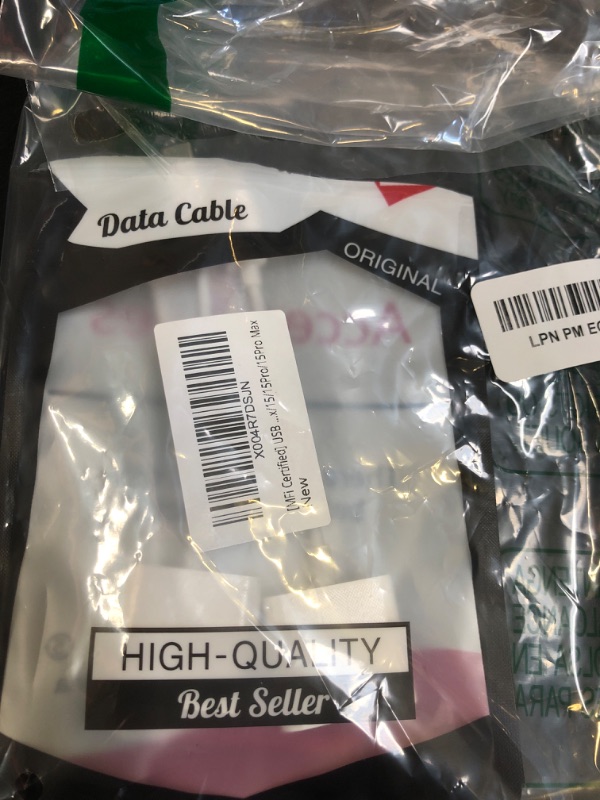 Data Cable
ORIGINAL
LPN PM
X004R7DSJN
[MFi Certified] USB ...x/15/15Pro/15Pro Max
New
HIGH-QUALITY
Best Seller